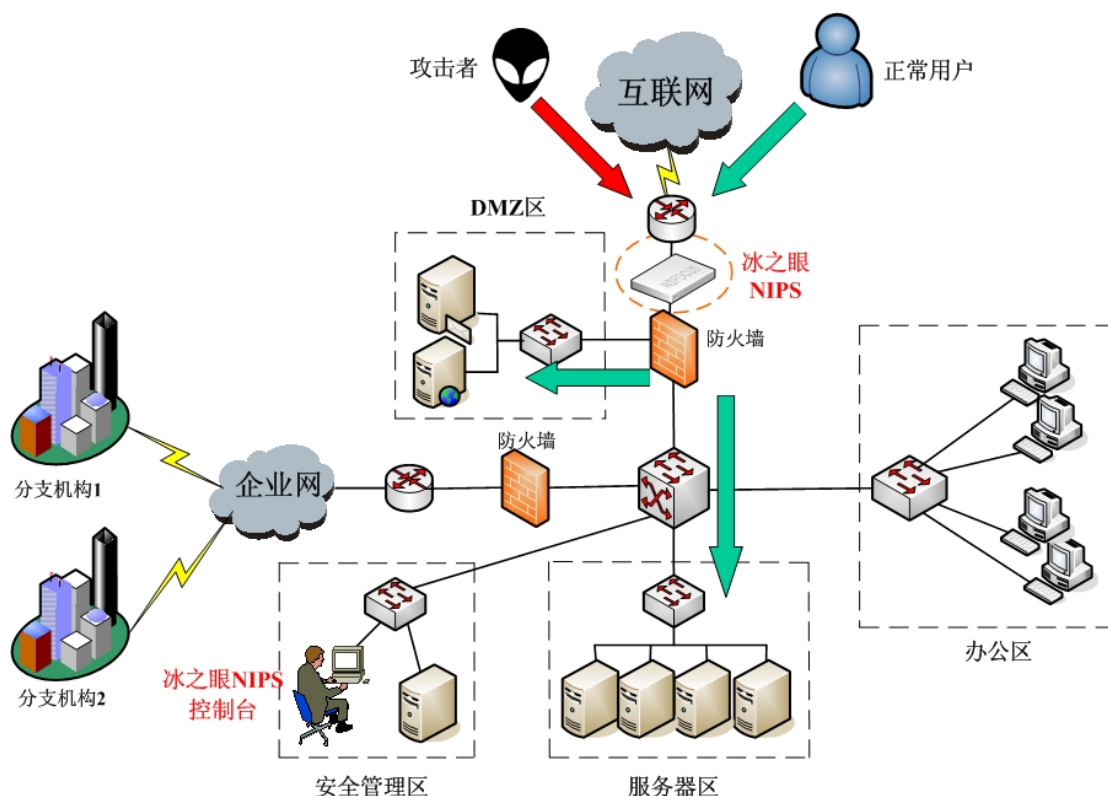 攻击者
互联网
正常用户
DMZ区
NSFOCUS
冰之眼
NIPS
防火墙
防火墙
企业网
分支机构1
分支机构2
冰之眼NIPS
控制台
办公区
安全管理区
服务器区